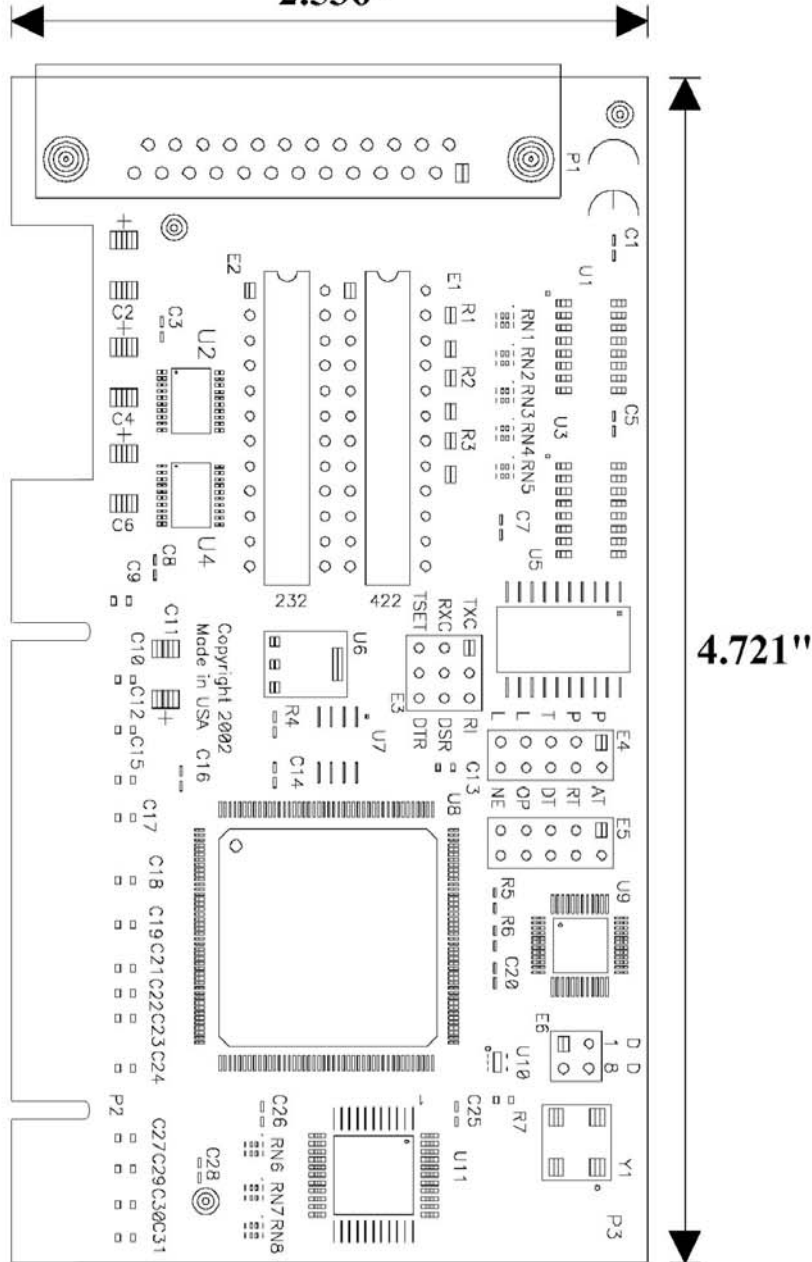 4.721"
P1
C1
E2
E1
U1
R1
RN1
C2
C3
U2
R2
RN2
RN3
C4
U3
C5
R3
RN4
RN5
C6
U4
C7
C8
U5
C9
232
422
TSET
RXC
TXC
C11
C10
Copyright 2002
Made in USA
U6
E3
C12
R4
DTR
DSR
RI
U7
L
L
T
P
P
E4
C15
C16
C14
C13
NE
OP
DT
RT
AT
E5
C17
U8
C18
R5
U9
C19
R6
C21
C20
C22
C23
E6
1
D
8
D
C24
U10
P2
C26
C25
R7
C27
RN6
U11
Y1
C29
C28
RN7
C30
RN8
P3
C31